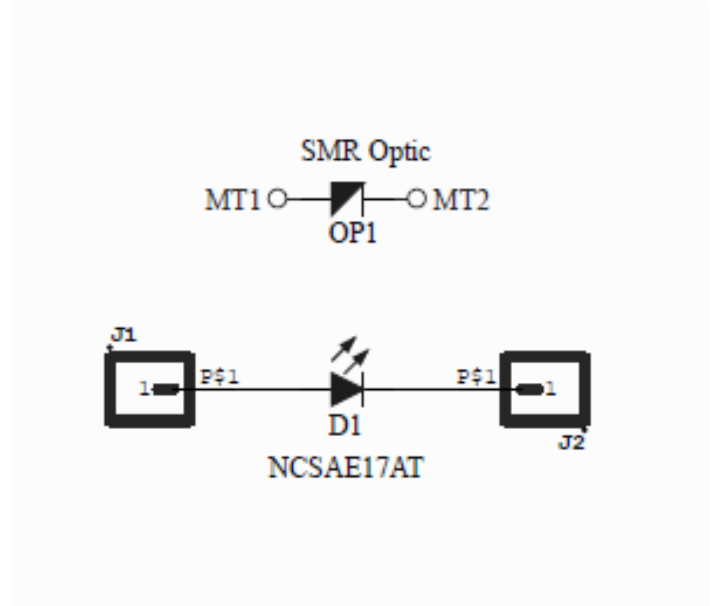 SMR Optic
MT1 MT2
OP1
J1
1 P$1 P$1 1
D1
J2
NCSAE17AT